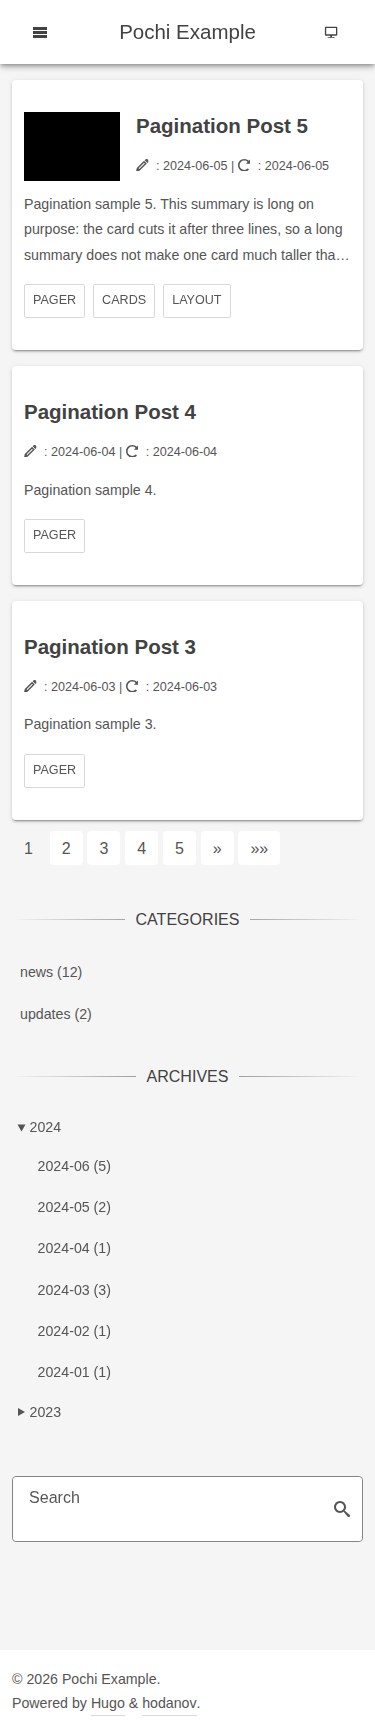 Pochi Example
Pagination Post 5
: 2024-06-05 | : 2024-06-05
Pagination sample 5. This summary is long on
purpose: the card cuts it after three lines, so a long
summary does not make one card much taller tha…
PAGER CARDS LAYOUT
Pagination Post 4
: 2024-06-04 | : 2024-06-04
Pagination sample 4.
PAGER
Pagination Post 3
: 2024-06-03 | : 2024-06-03
Pagination sample 3.
PAGER
1 2 3 4 5 » »»
CATEGORIES
news (12)
updates (2)
ARCHIVES
2024
2024-06 (5)
2024-05 (2)
2024-04 (1)
2024-03 (3)
2024-02 (1)
2024-01 (1)
2023
Search
© 2026 Pochi Example.
Powered by Hugo & hodanov.